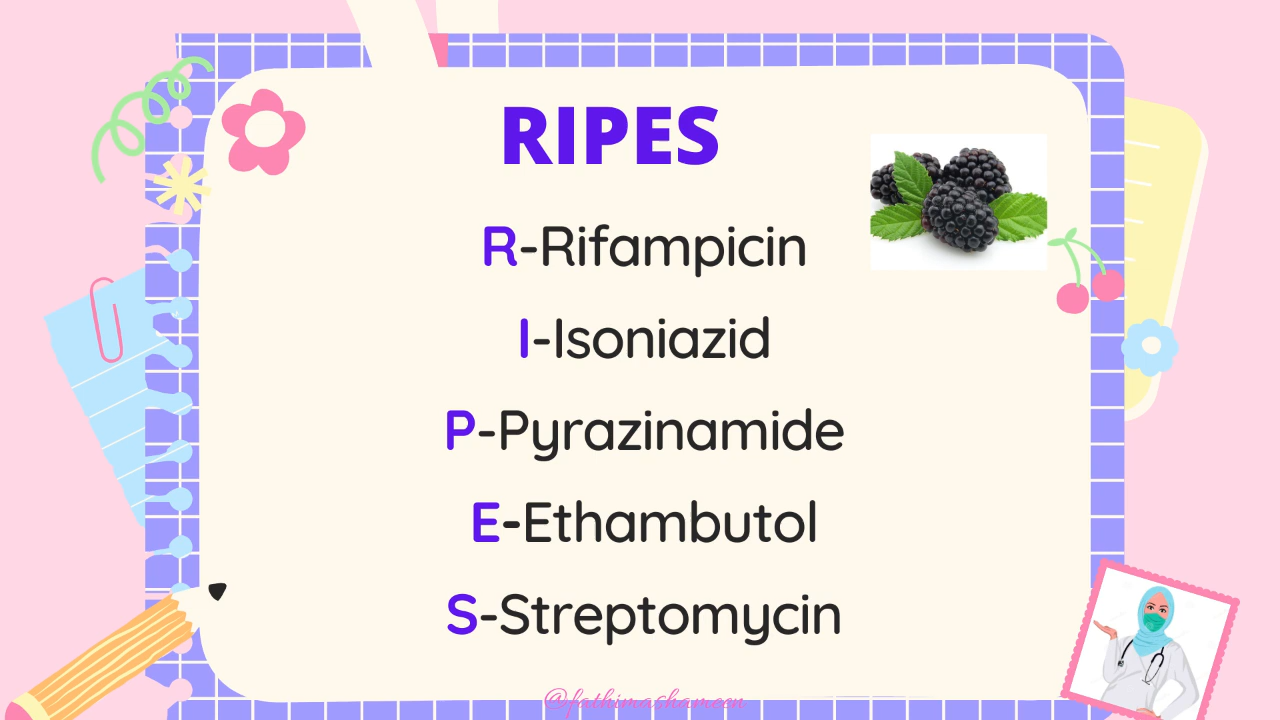 RIPES
R-Rifampicin
I-Isoniazid
P-Pyrazinamide
E-Ethambutol
S-Streptomycin
@fathimashameen